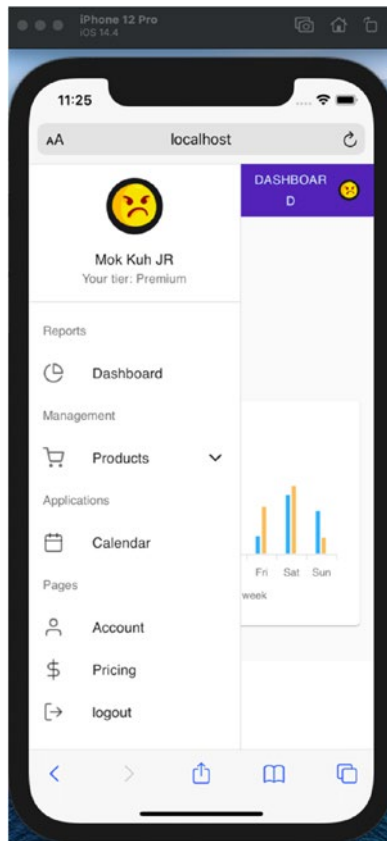 iPhone 12 Pro
iOS 14.4
11:25
AA
localhost
DASHBOAR
D
Mok Kuh JR
Your tier: Premium
Reports
Dashboard
Management
Products
Applications
Calendar
Pages
Account
Pricing
logout
Fri Sat Sun
week